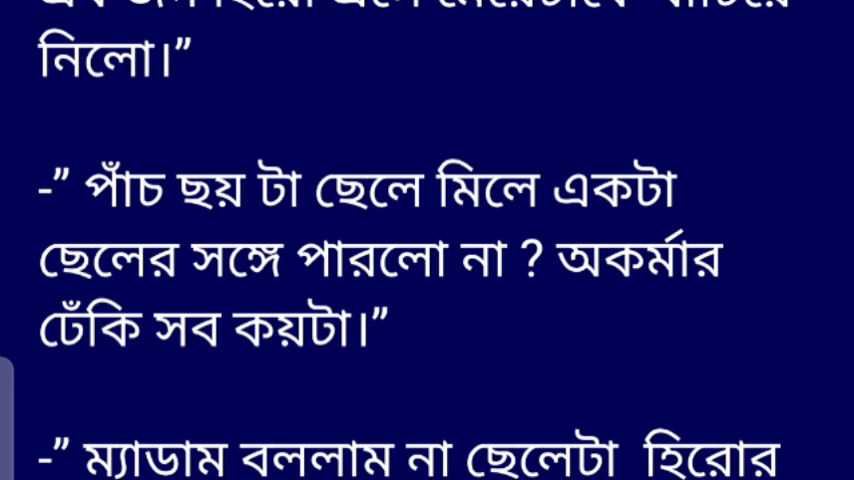 নিলো।”
-” পাঁচ ছয় টা ছেলে মিলে একটা
ছেলের সঙ্গে পারলো না ? অকর্মার
ঢেঁকি সব কয়টা।”
-” ম্যাডাম বললাম না ছেলেটা হিরোর